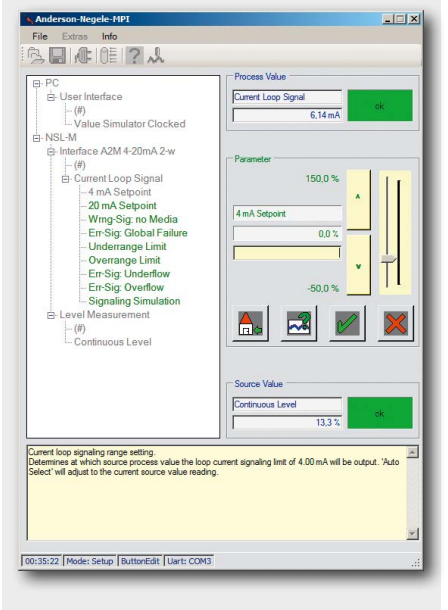 Anderson-Negele-MPI
File Extras Info
PC
User Interface
(#)
Value Simulator Clocked
NSL-M
Interface A2M 4-20mA 2-w
(#)
Current Loop Signal
4 mA Setpoint
20 mA Setpoint
Wrng-Sig: no Media
Err-Sig: Global Failure
Underrange Limit
Overrange Limit
Err-Sig: Underflow
Err-Sig: Overflow
Signaling Simulation
Level Measurement
(#)
Continuous Level
Process Value
Current Loop Signal
6,14 mA
ok
Parameter
150,0 %
4 mA Setpoint
0,0 %
-50,0 %
Source Value
Continuous Level
13,3 %
ok
Current loop signaling range setting.
Determines at which source process value the loop current signaling limit of 4.00 mA will be output. 'Auto
Select' will adjust to the current source value reading.
00:35:22 Mode: Setup ButtonEdit Uart: COM3